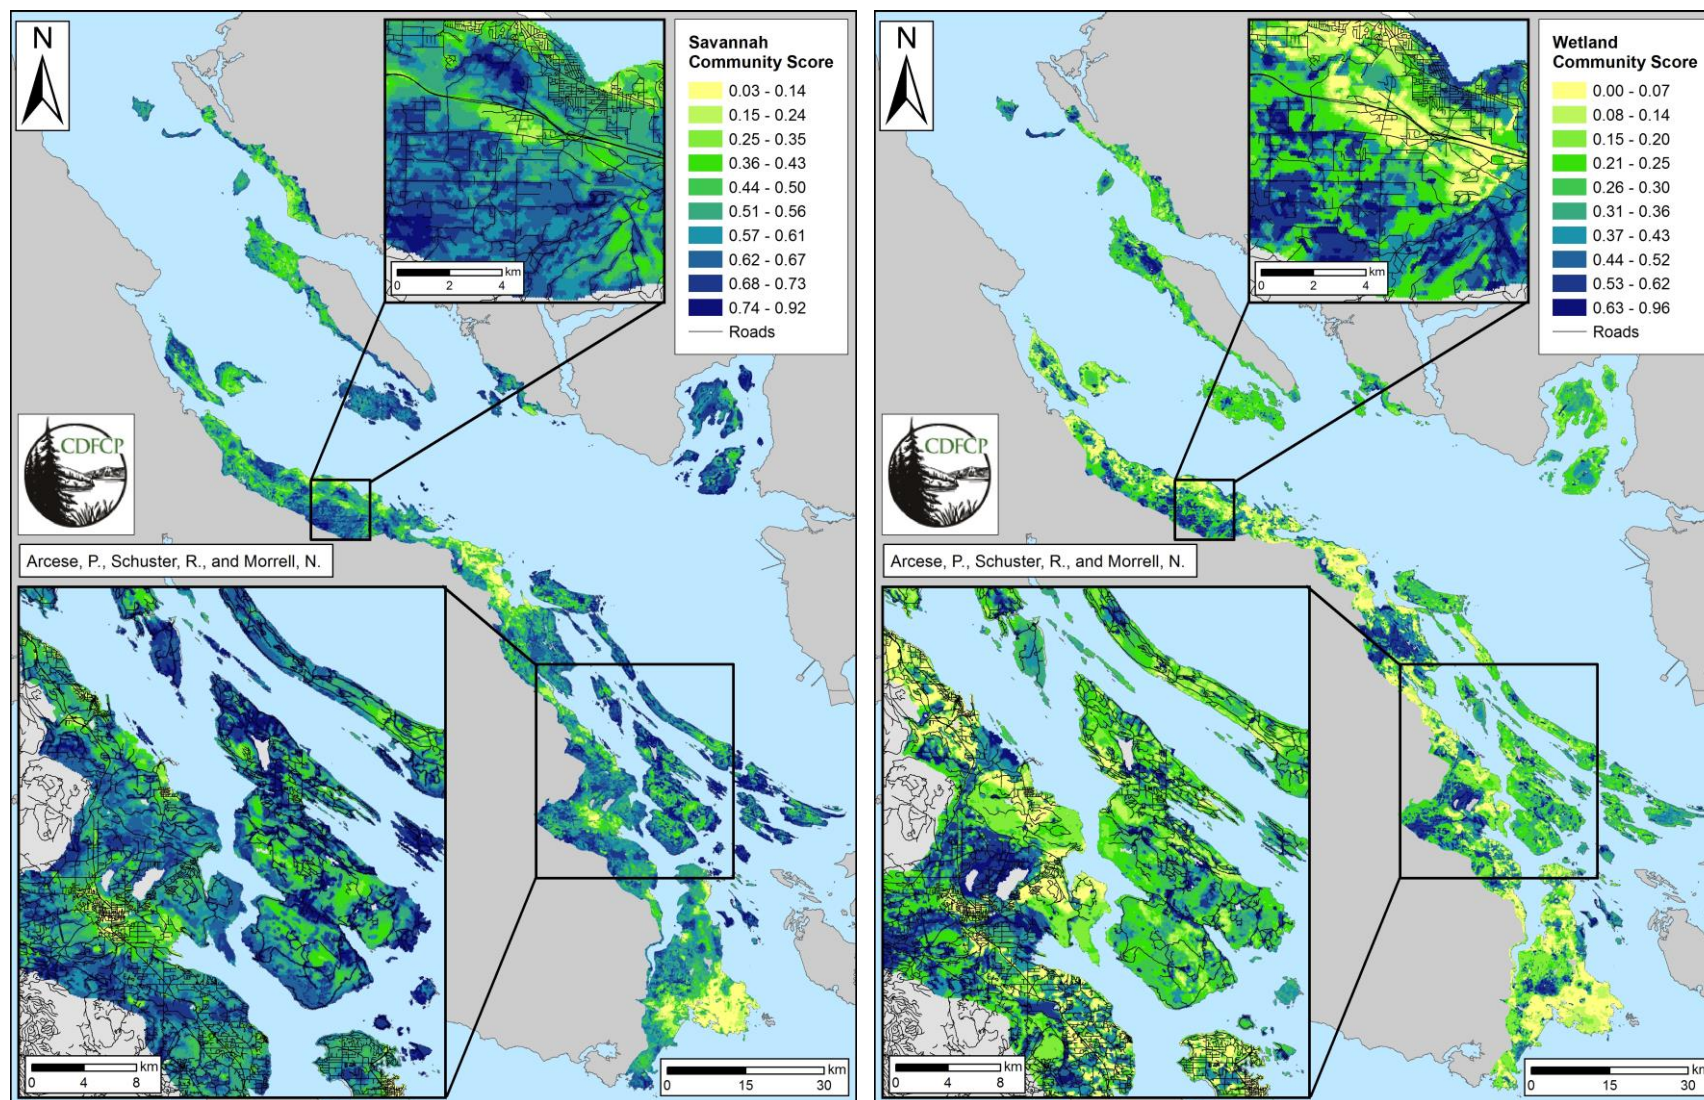 N
Savannah
Community Score
0.03 - 0.14
0.15 - 0.24
0.25 - 0.35
0.36 - 0.43
0.44 - 0.50
0.51 - 0.56
0.57 - 0.61
0.62 - 0.67
0.68 - 0.73
0.74 - 0.92
Roads
km
0 2 4
CDFCP
Arcese, P., Schuster, R., and Morrell, N.
km
0 4 8
km
0 15 30
N
Wetland
Community Score
0.00 - 0.07
0.08 - 0.14
0.15 - 0.20
0.21 - 0.25
0.26 - 0.30
0.31 - 0.36
0.37 - 0.43
0.44 - 0.52
0.53 - 0.62
0.63 - 0.96
Roads
km
0 2 4
CDFCP
Arcese, P., Schuster, R., and Morrell, N.
km
0 4 8
km
0 15 30